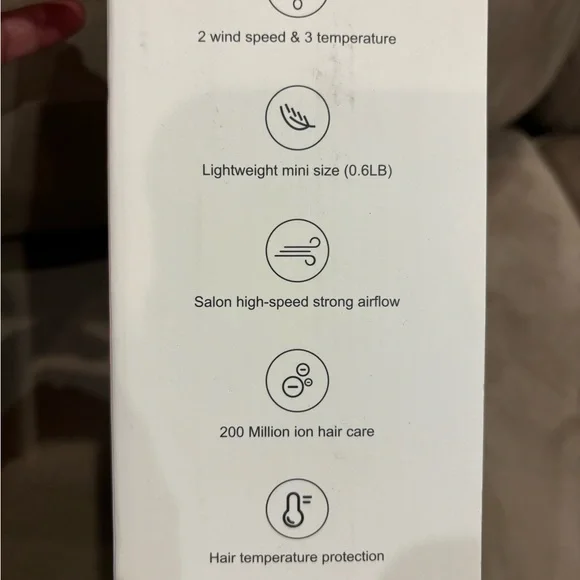 2 wind speed & 3 temperature
Lightweight mini size (0.6LB)
Salon high-speed strong airflow
200 Million ion hair care
Hair temperature protection